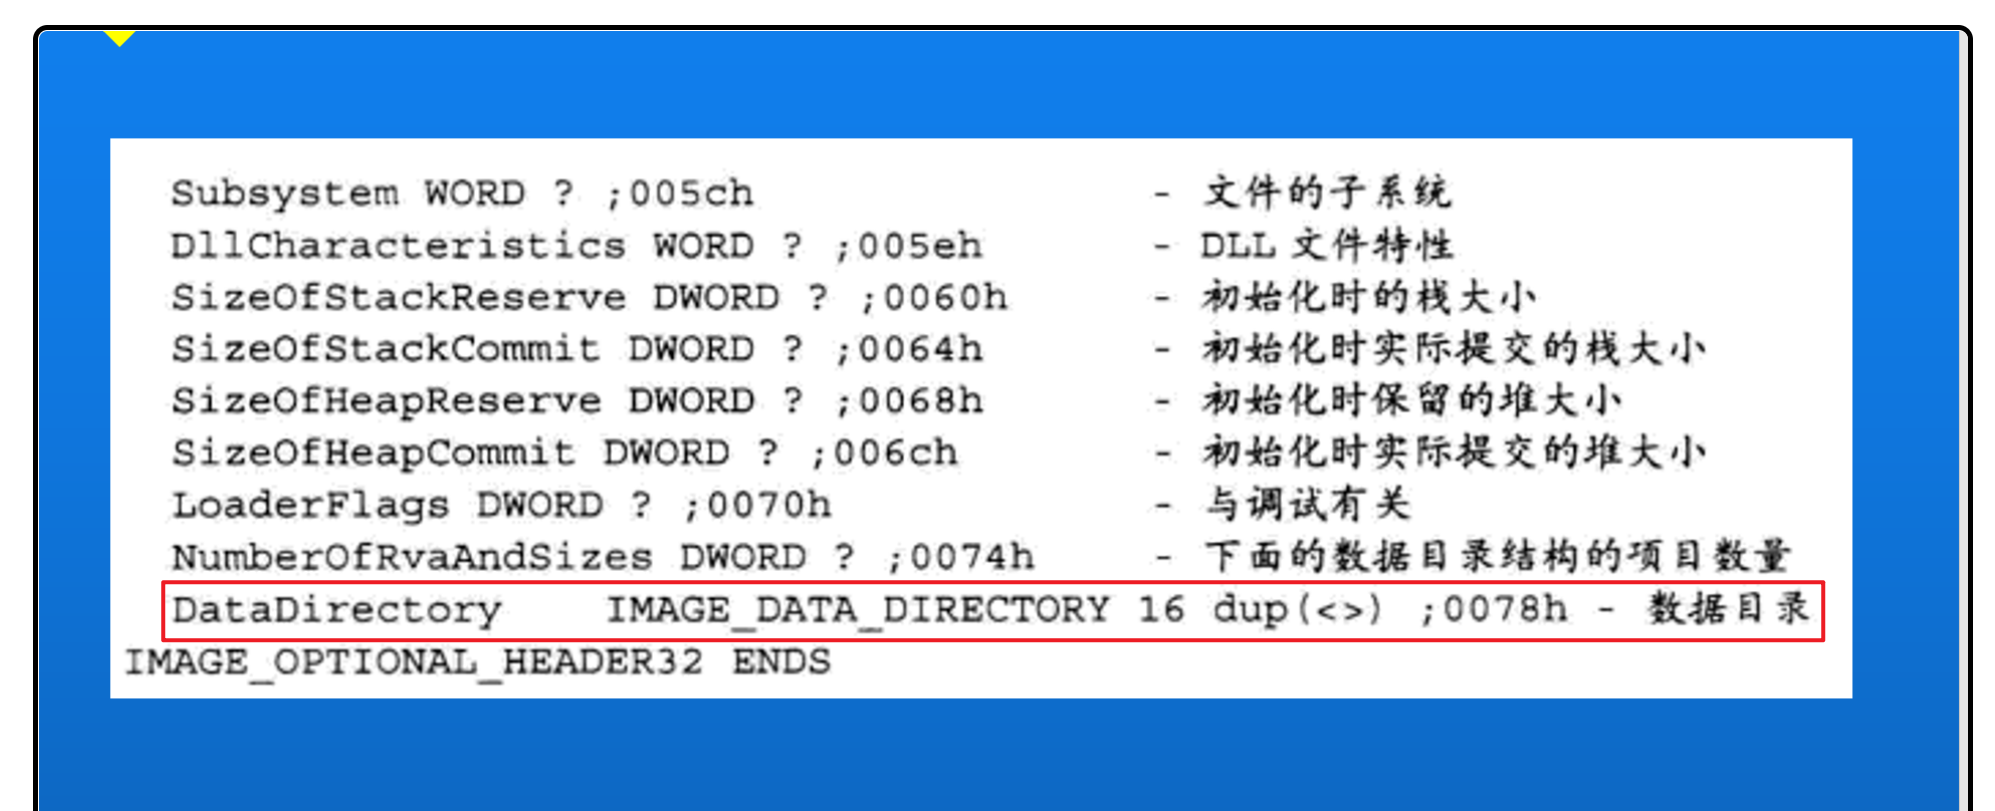 Subsystem WORD ? ;005ch - 文件的子系统
DllCharacteristics WORD ? ;005eh - DLL 文件特性
SizeOfStackReserve DWORD ? ;0060h - 初始化时的栈大小
SizeOfStackCommit DWORD ? ;0064h - 初始化时实际提交的栈大小
SizeOfHeapReserve DWORD ? ;0068h - 初始化时保留的堆大小
SizeOfHeapCommit DWORD ? ;006ch - 初始化时实际提交的堆大小
LoaderFlags DWORD ? ;0070h - 与调试有关
NumberOfRvaAndSizes DWORD ? ;0074h - 下面的数据目录结构的项目数量
DataDirectory IMAGE_DATA_DIRECTORY 16 dup(<>) ;0078h - 数据目录
IMAGE_OPTIONAL_HEADER32 ENDS